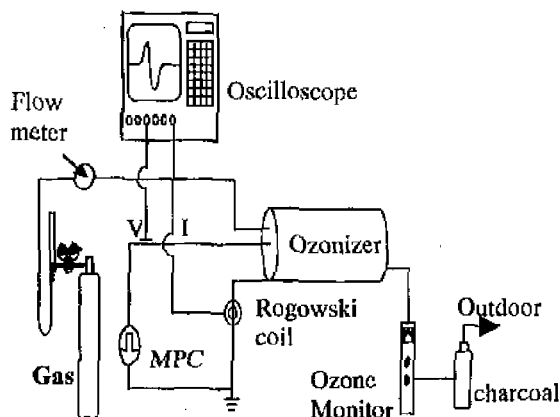 Oscilloscope
Flow
meter
V
I
Ozonizer
Rogowski
coil
MPC
Gas
Outdoor
Ozone
Monitor
charcoal